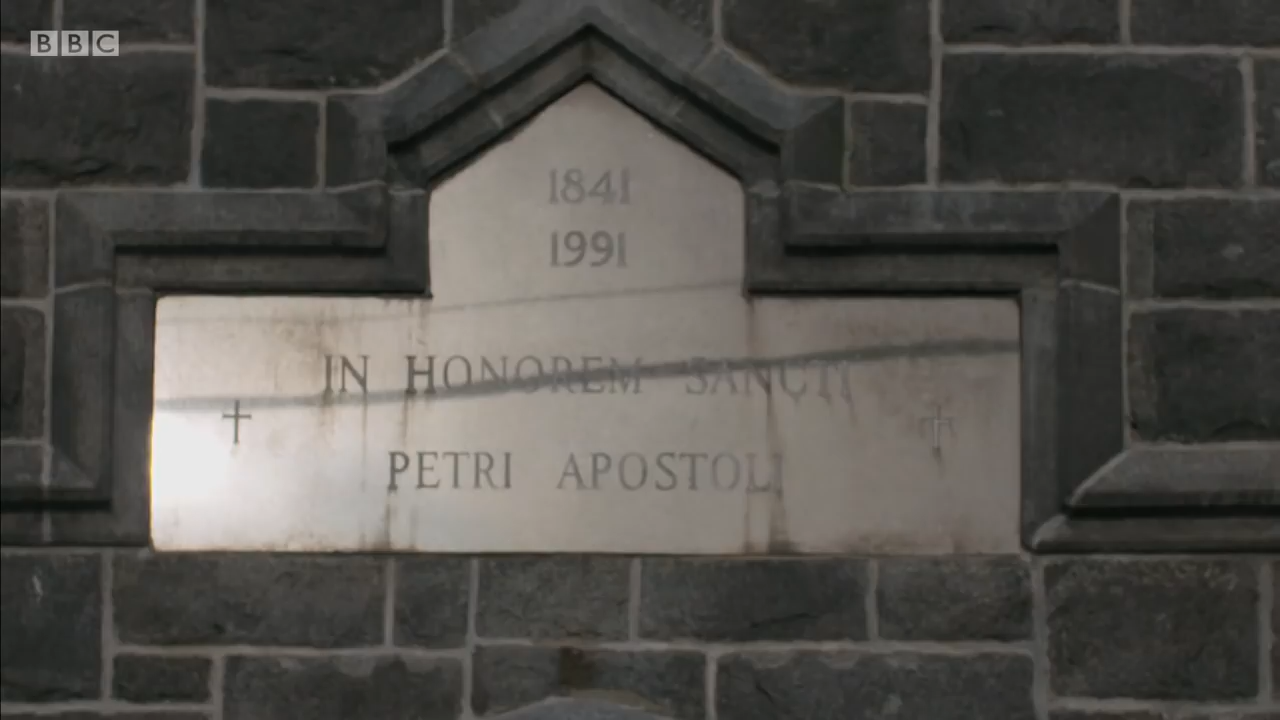 BBC
1841
1991
IN HONOREM SANCTI
PETRI APOSTOLI